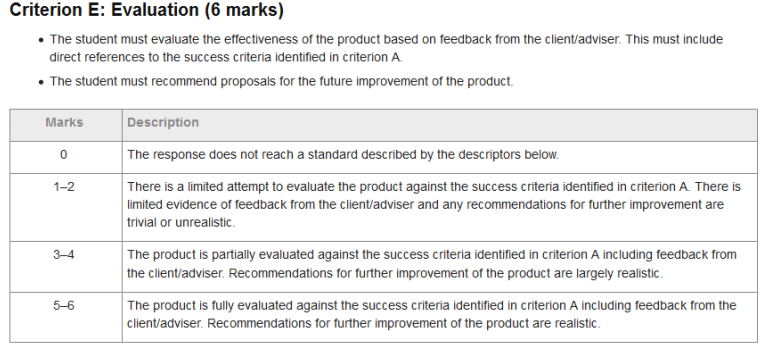 Criterion E: Evaluation (6 marks)
• The student must evaluate the effectiveness of the product based on feedback from the client/adviser. This must include
direct references to the success criteria identified in criterion A.
• The student must recommend proposals for the future improvement of the product.
Marks Description
0 The response does not reach a standard described by the descriptors below.
1–2 There is a limited attempt to evaluate the product against the success criteria identified in criterion A. There is
limited evidence of feedback from the client/adviser and any recommendations for further improvement are
trivial or unrealistic.
3–4 The product is partially evaluated against the success criteria identified in criterion A including feedback from
the client/adviser. Recommendations for further improvement of the product are largely realistic.
5–6 The product is fully evaluated against the success criteria identified in criterion A including feedback from the
client/adviser. Recommendations for further improvement of the product are realistic.